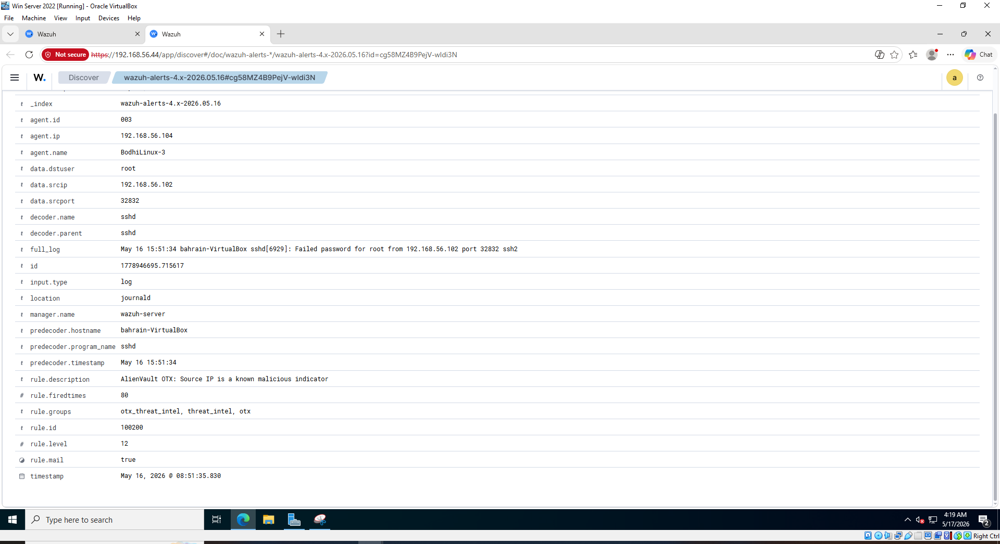 Win Server 2022 [Running] - Oracle VirtualBox
File Machine View Input Devices Help
Wazuh
Wazuh
Not secure https://192.168.56.44/app/discover#/doc/wazuh-alerts-*/wazuh-alerts-4.x-2026.05.16?id=cg58MZ4B9PejV-wIdi3N Chat
W. Discover wazuh-alerts-4.x-2026.05.16#cg58MZ4B9PejV-wIdi3N a
t _index wazuh-alerts-4.x-2026.05.16
t agent.id 003
t agent.ip 192.168.56.104
t agent.name BodhiLinux-3
t data.dstuser root
t data.srcip 192.168.56.102
t data.srcport 32832
t decoder.name sshd
t decoder.parent sshd
t full_log May 16 15:51:34 bahrain-VirtualBox sshd[6929]: Failed password for root from 192.168.56.102 port 32832 ssh2
t id 1778946695.715617
t input.type log
t location journald
t manager.name wazuh-server
t predecoder.hostname bahrain-VirtualBox
t predecoder.program_name sshd
t predecoder.timestamp May 16 15:51:34
t rule.description AlienVault OTX: Source IP is a known malicious indicator
# rule.firedtimes 80
t rule.groups otx_threat_intel, threat_intel, otx
t rule.id 100200
# rule.level 12
rule.mail true
timestamp May 16, 2026 @ 08:51:35.830
Type here to search
4:19 AM
5/17/2026
2
Right Ctrl